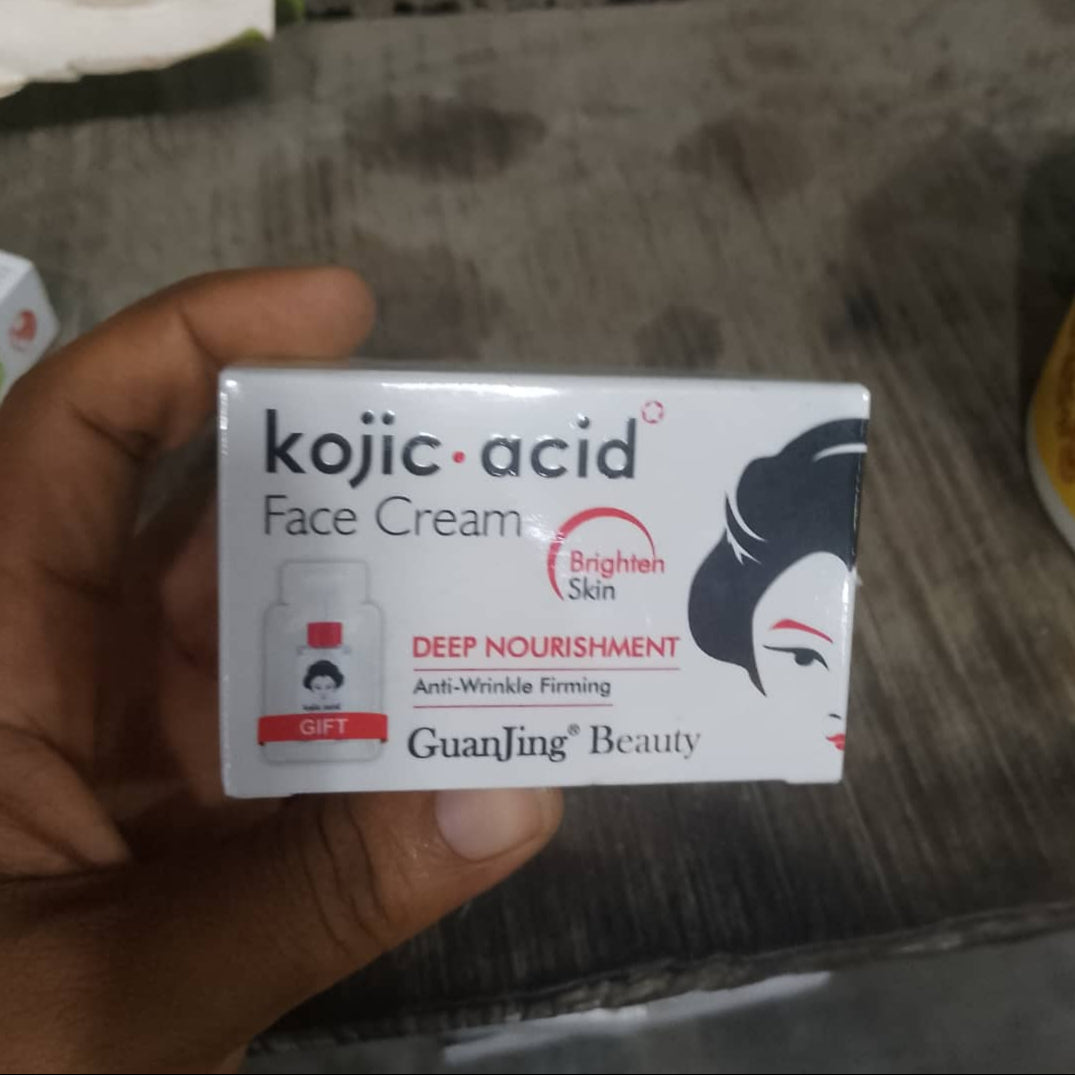 kojic·acid
Face Cream
Brighten
Skin
DEEP NOURISHMENT
Anti-Wrinkle Firming
GIFT
GuanJing® Beauty